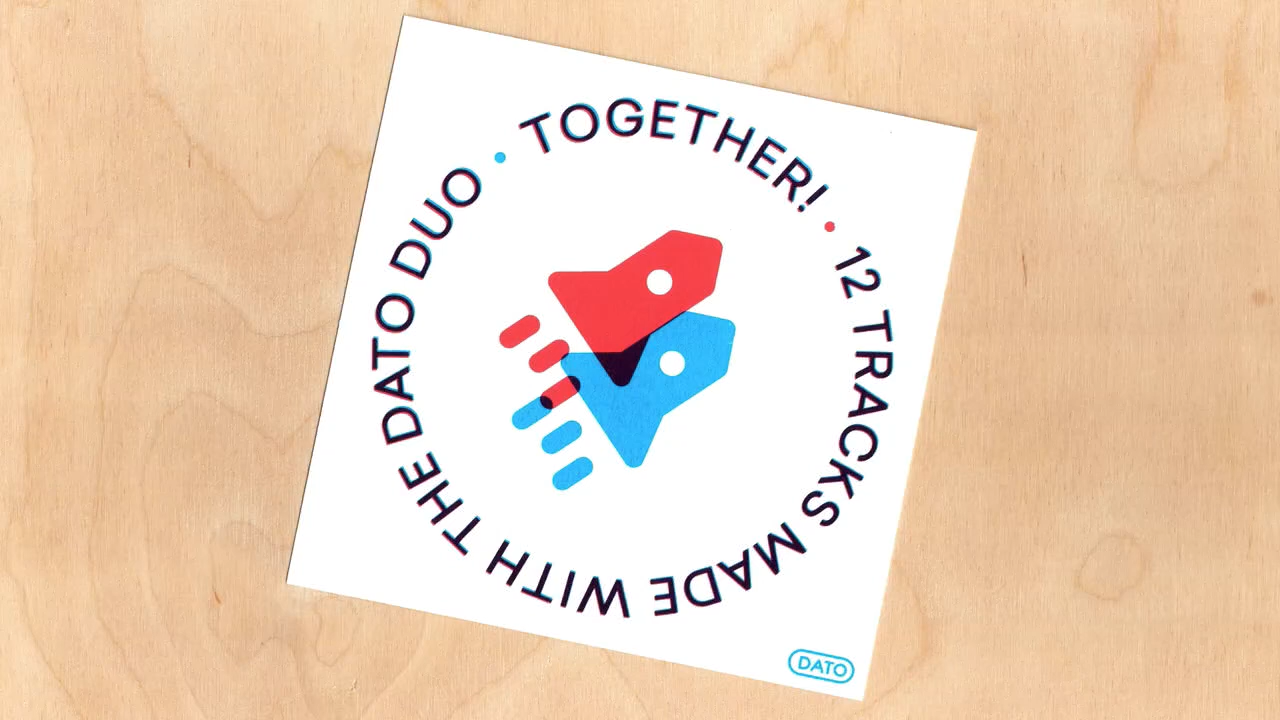 TOGETHER! • 12 TRACKS MADE WITH THE DATO DUO •
DATO